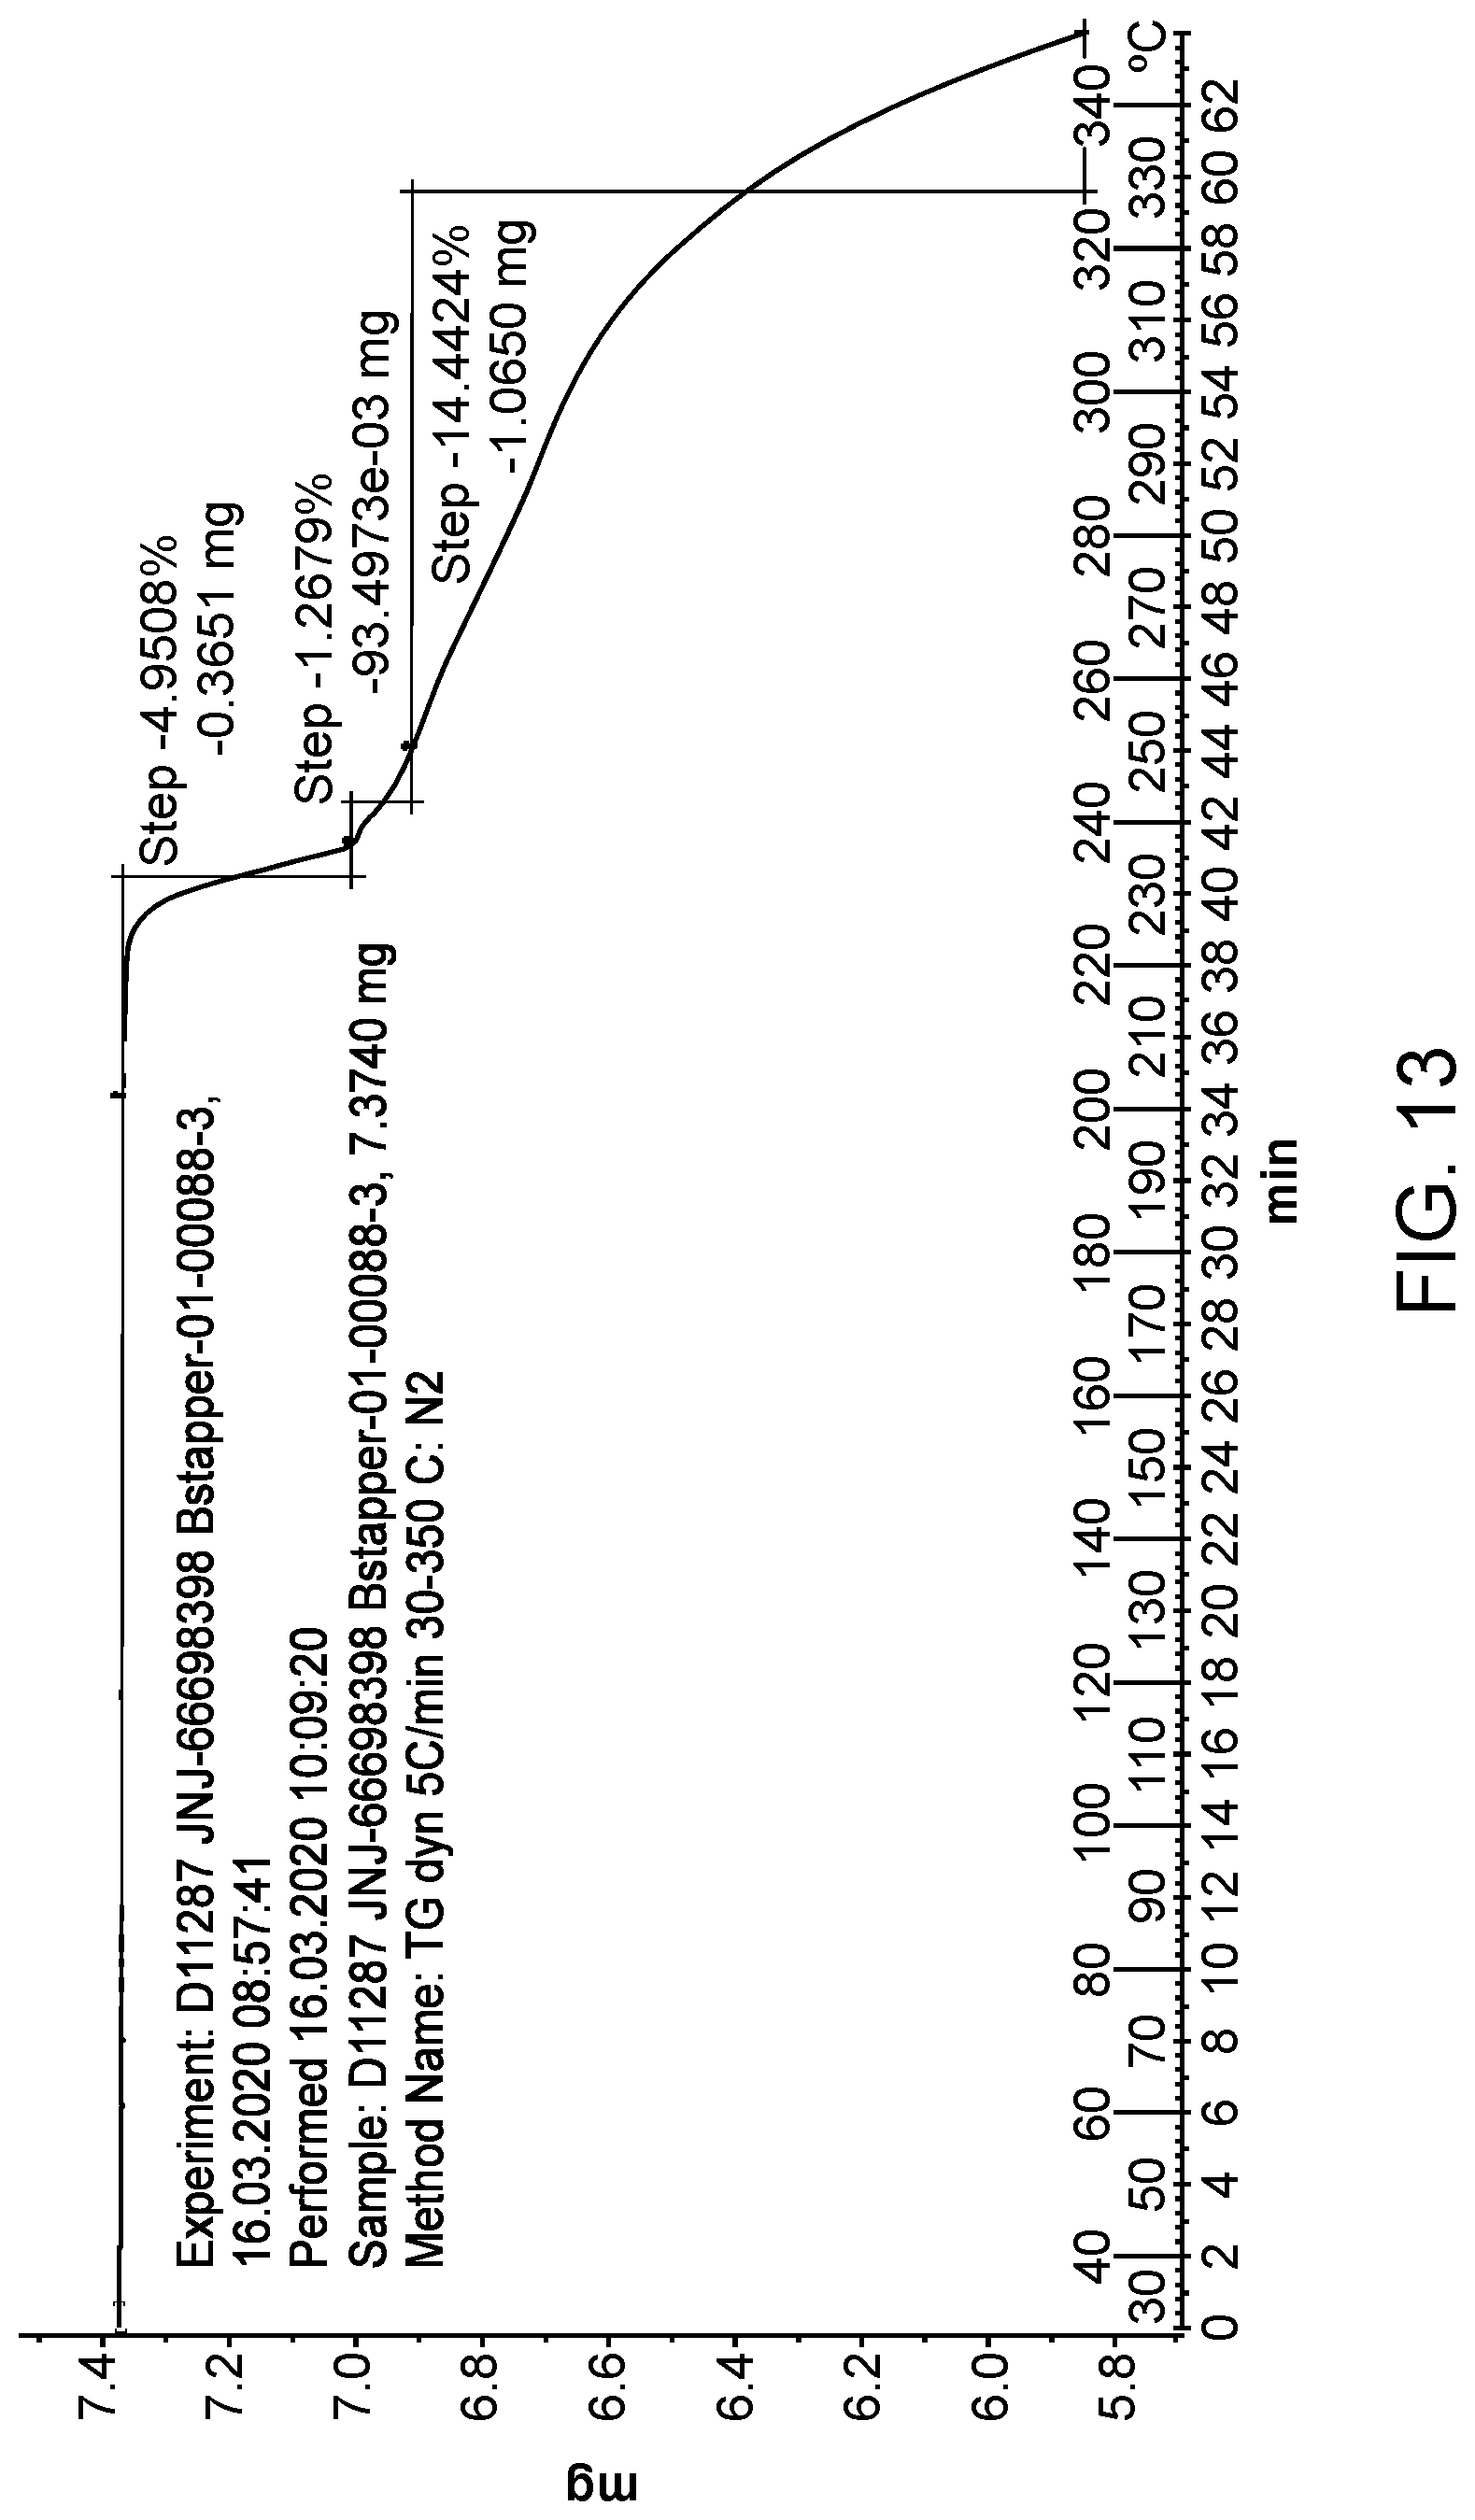 Step -4.9508%
-0.3651 mg
Step -1.2679%
-93.4973e-03 mg
Step -14.4424%
-1.0650 mg
Experiment: D11287 JNJ-66698398 Bstapper-01-00088-3,
16.03.2020 08:57:41
Performed 16.03.2020 10:09:20
Sample: D11287 JNJ-66698398 Bstapper-01-00088-3, 7.3740 mg
Method Name: TG dyn 5C/min 30-350 C: N2
mg
7.4
7.2
7.0
6.8
6.6
6.4
6.2
6.0
5.8
40 60 80 100 120 140 160 180 200 220 240 260 280 300 320 340
30 50 70 90 110 130 150 170 190 210 230 250 270 290 310 330 ºC
0 2 4 6 8 10 12 14 16 18 20 22 24 26 28 30 32 34 36 38 40 42 44 46 48 50 52 54 56 58 60 62
min
FIG. 13